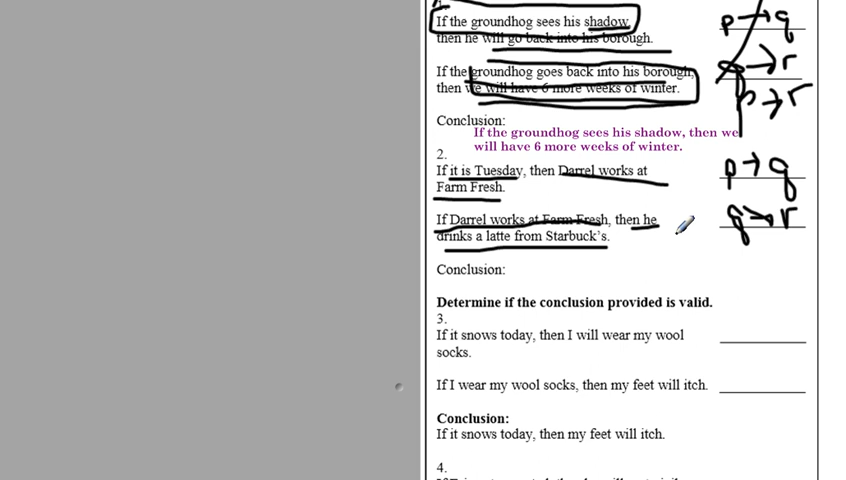 1.
If the groundhog sees his shadow, p → q
then he will go back into his borough.
If the groundhog goes back into his borough, q → r
then we will have 6 more weeks of winter.
p → r
Conclusion:
If the groundhog sees his shadow, then we
will have 6 more weeks of winter.
2.
If it is Tuesday, then Darrel works at p → q
Farm Fresh.
If Darrel works at Farm Fresh, then he q → r
drinks a latte from Starbuck's.
Conclusion:
Determine if the conclusion provided is valid.
3.
If it snows today, then I will wear my wool
socks.
If I wear my wool socks, then my feet will itch.
Conclusion:
If it snows today, then my feet will itch.
4.